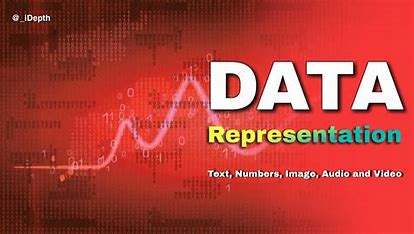 @_iDepth
DATA
Representation
Text, Numbers, Image, Audio and Video